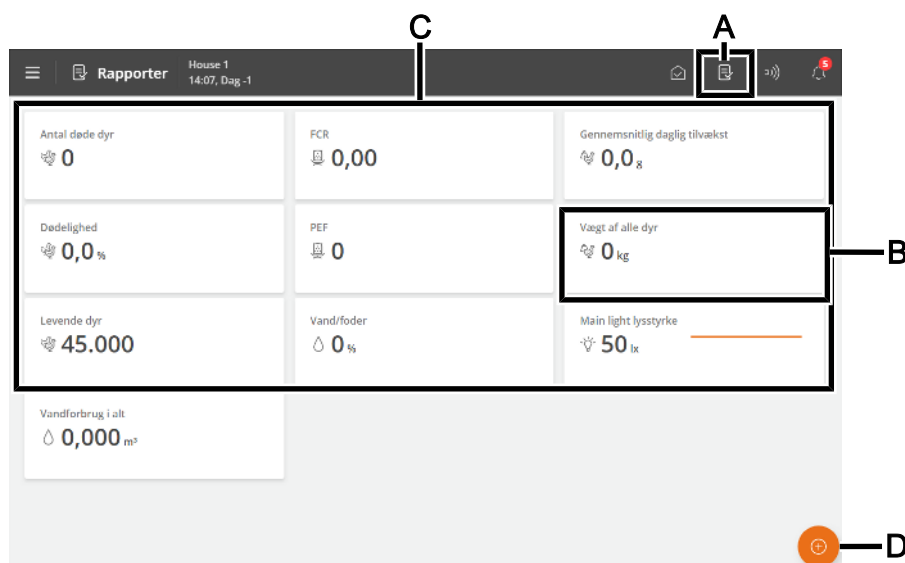 C
A
Rapporter
House 1
14:07, Dag -1
5
Antal døde dyr
0
FCR
0,00
Gennemsnitlig daglig tilvækst
0,0 g
Dødelighed
0,0 %
PEF
0
Vægt af alle dyr
0 kg
B
Levende dyr
45.000
Vand/foder
0 %
Main light lysstyrke
50 lx
Vandforbrug i alt
0,000 m³
D